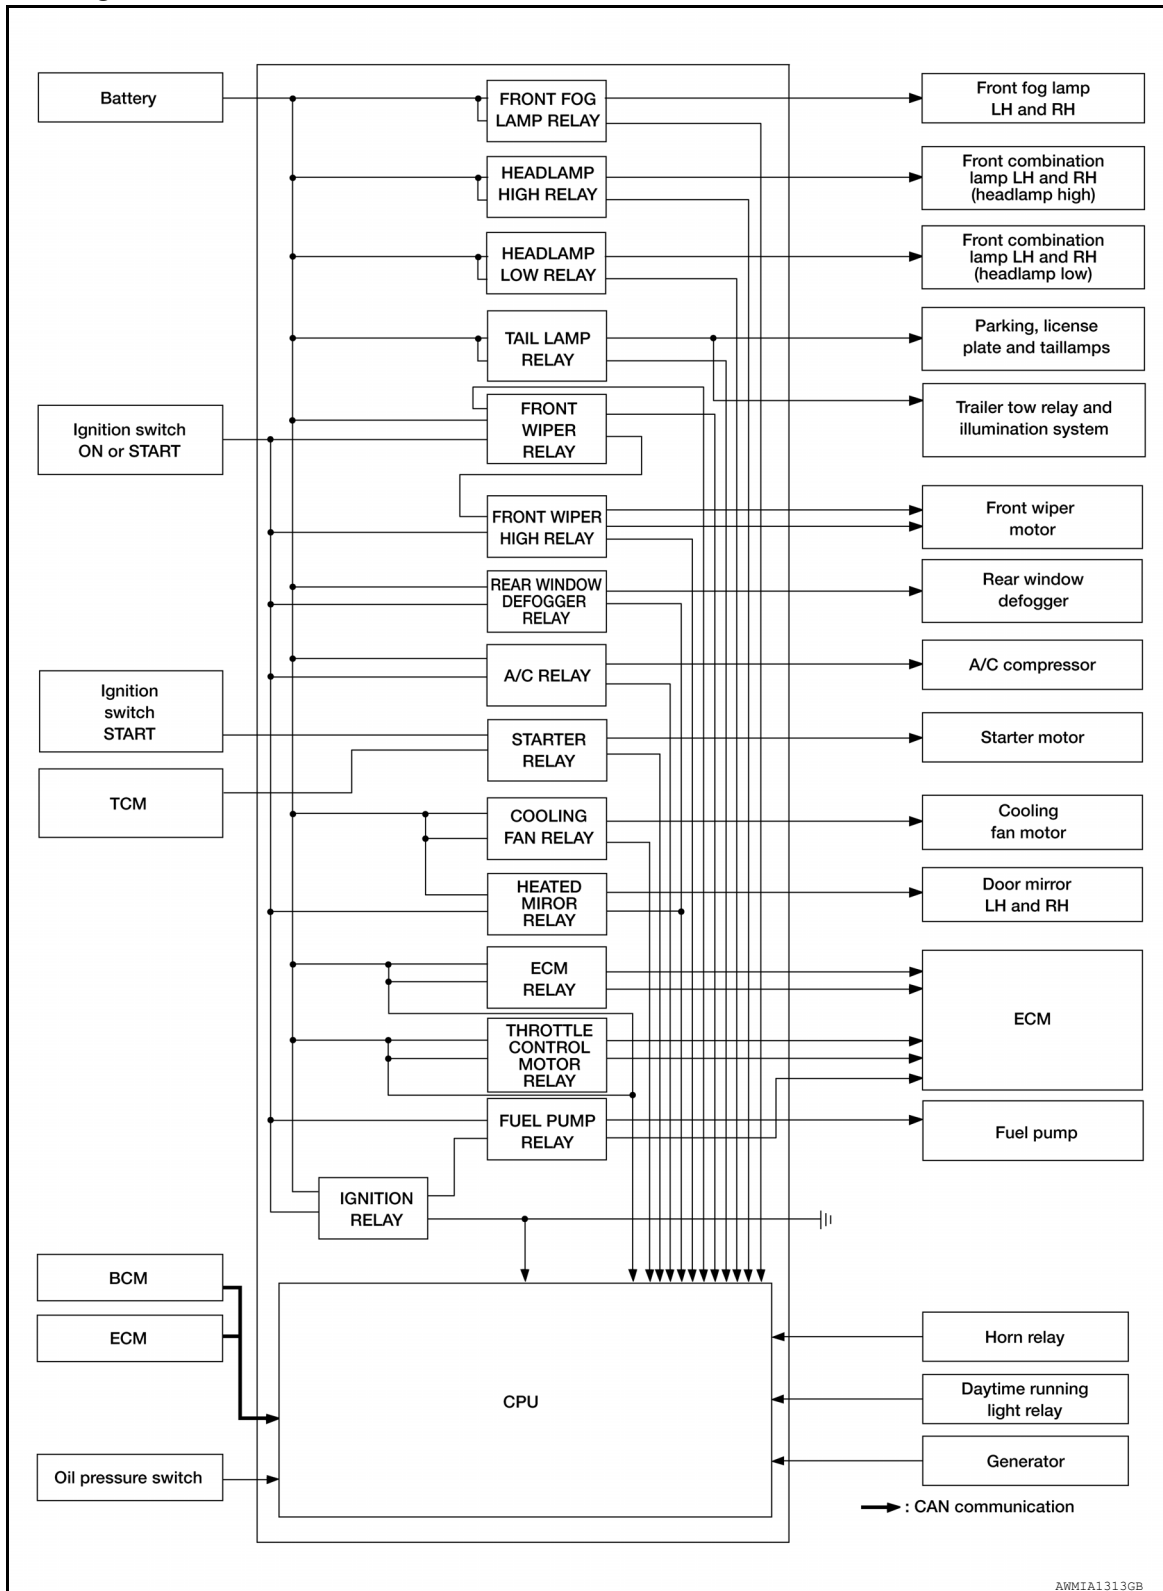 Battery
FRONT FOG
LAMP RELAY
Front fog lamp
LH and RH
HEADLAMP
HIGH RELAY
Front combination
lamp LH and RH
(headlamp high)
HEADLAMP
LOW RELAY
Front combination
lamp LH and RH
(headlamp low)
TAIL LAMP
RELAY
Parking, license
plate and taillamps
Ignition switch
ON or START
FRONT
WIPER
RELAY
Trailer tow relay and
illumination system
FRONT WIPER
HIGH RELAY
Front wiper
motor
REAR WINDOW
DEFOGGER
RELAY
Rear window
defogger
A/C RELAY
A/C compressor
Ignition
switch
START
STARTER
RELAY
Starter motor
TCM
COOLING
FAN RELAY
Cooling
fan motor
HEATED
MIROR
RELAY
Door mirror
LH and RH
ECM
RELAY
ECM
THROTTLE
CONTROL
MOTOR
RELAY
FUEL PUMP
RELAY
Fuel pump
IGNITION
RELAY
BCM
ECM
CPU
Horn relay
Daytime running
light relay
Oil pressure switch
Generator
: CAN communication
AWMIA1313GB